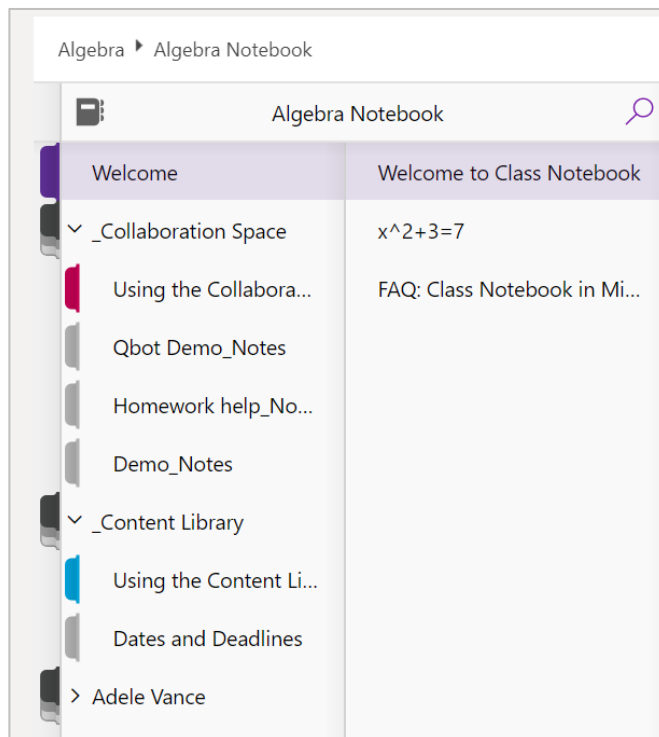 Algebra Algebra Notebook
Algebra Notebook
Welcome
_Collaboration Space
Using the Collabora...
Qbot Demo_Notes
Homework help_No...
Demo_Notes
_Content Library
Using the Content Li...
Dates and Deadlines
Adele Vance
Welcome to Class Notebook
x^2+3=7
FAQ: Class Notebook in Mi...